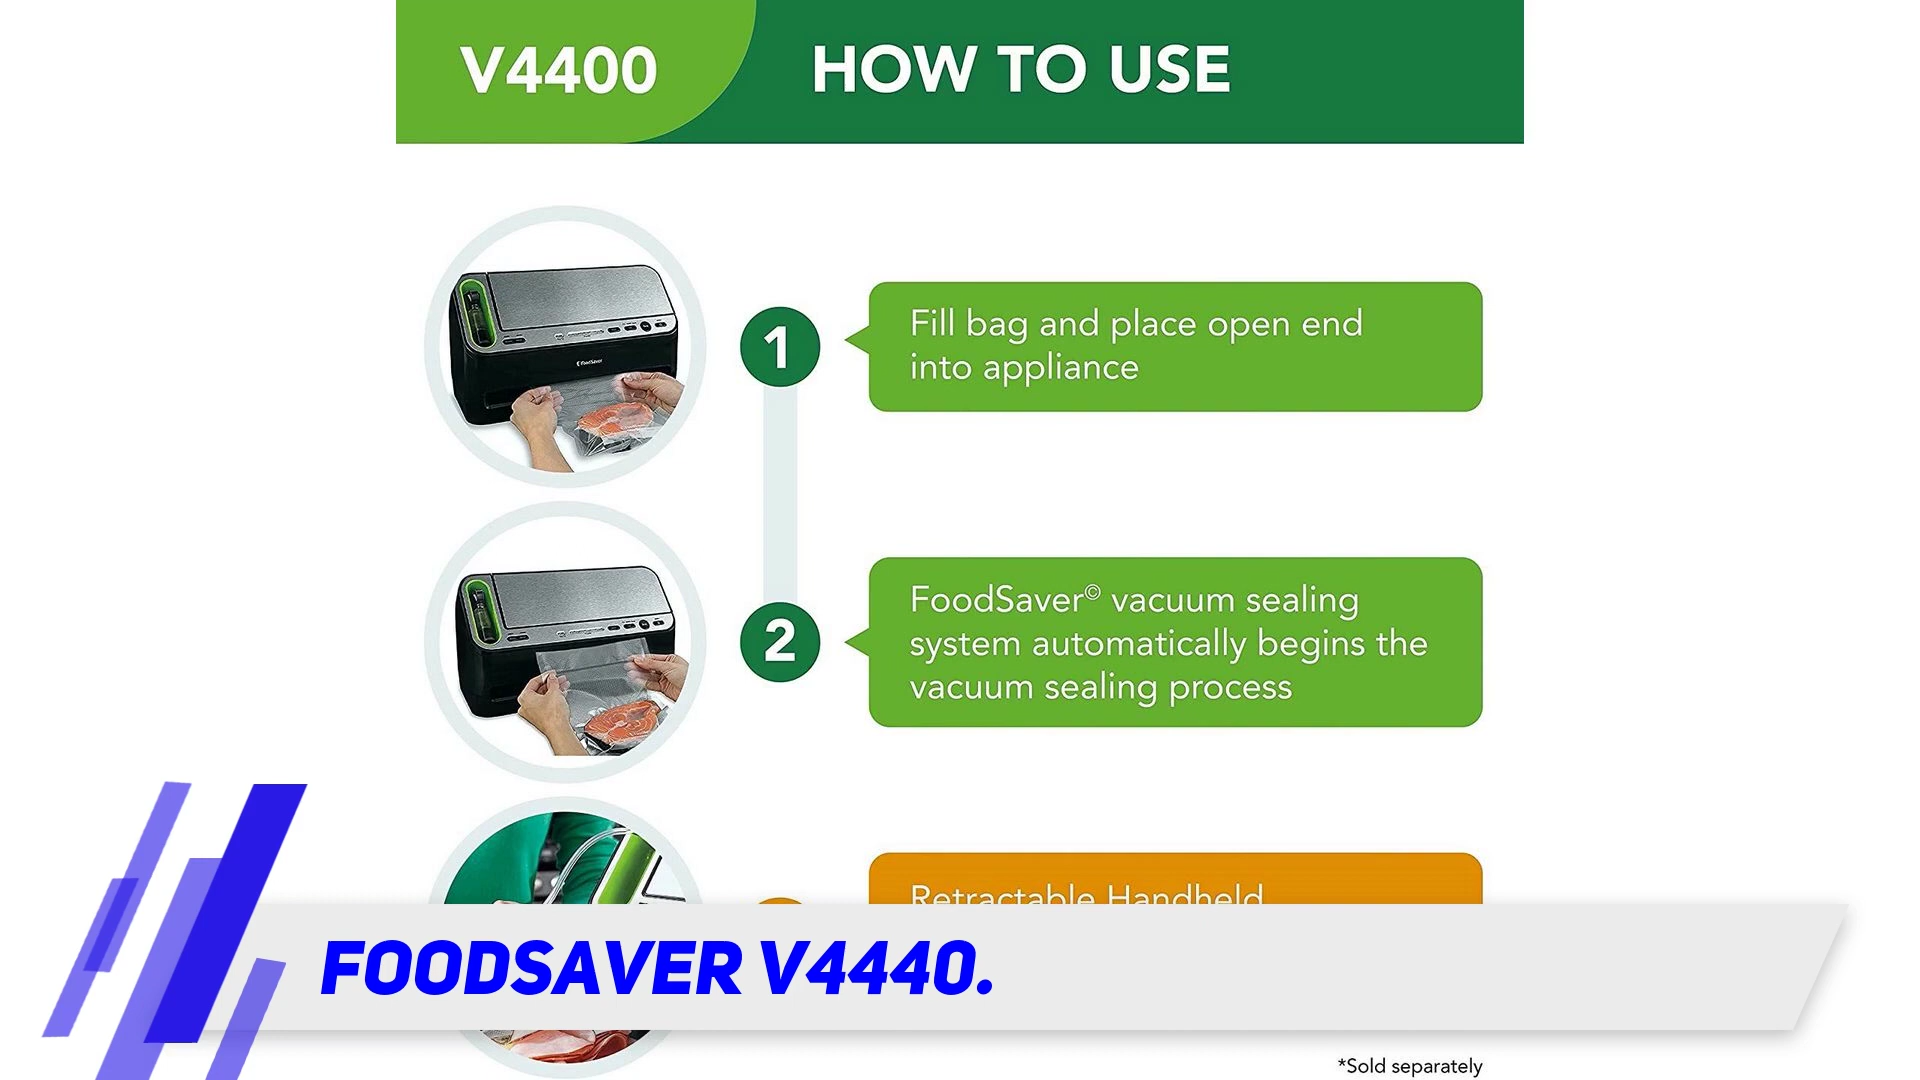 V4400
HOW TO USE
1
Fill bag and place open end
into appliance
FoodSaver
2
FoodSaver© vacuum sealing
system automatically begins the
vacuum sealing process
Retractable Handheld
FOODSAVER V4440.
*Sold separately